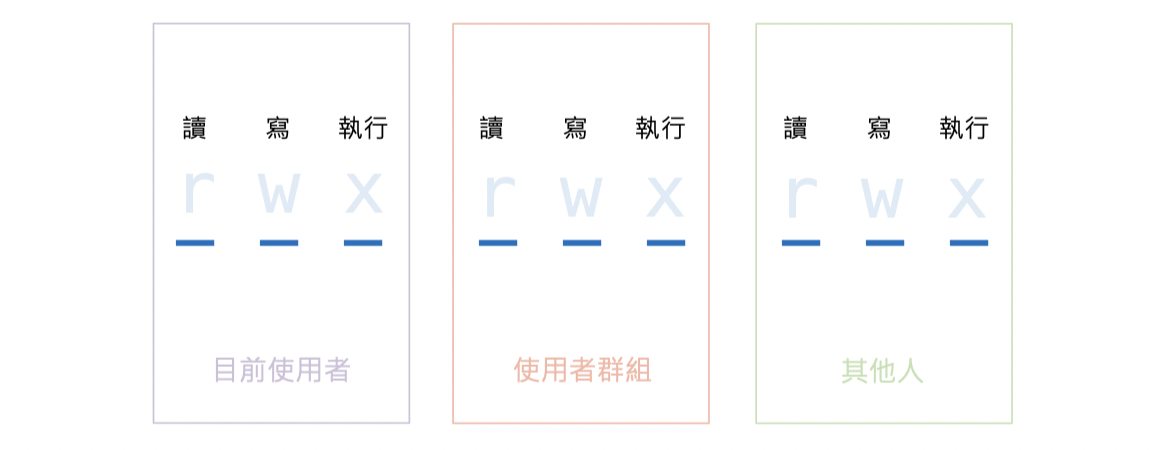 讀 寫 執行
r w x
目前使用者
讀 寫 執行
r w x
使用者群組
讀 寫 執行
r w x
其他人